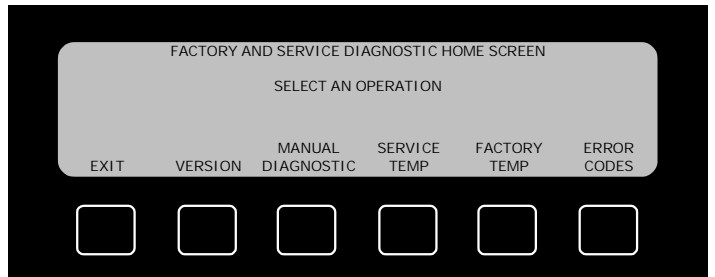 FACTORY AND SERVICE DIAGNOSTIC HOME SCREEN
SELECT AN OPERATION
MANUAL SERVICE FACTORY ERROR
EXIT VERSION DIAGNOSTIC TEMP TEMP CODES